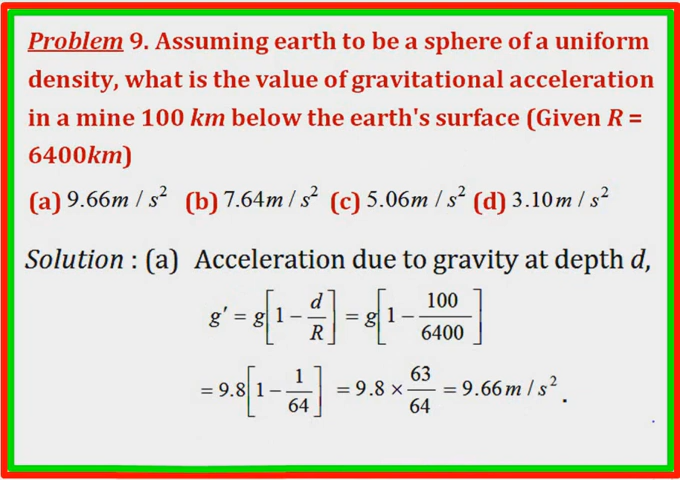 Problem 9. Assuming earth to be a sphere of a uniform
density, what is the value of gravitational acceleration
in a mine 100 km below the earth's surface (Given R =
6400km)
(a) 9.66m / s² (b) 7.64m / s² (c) 5.06m / s² (d) 3.10m / s²
Solution : (a) Acceleration due to gravity at depth d,
g′ = g[1 − d/R] = g[1 − 100/6400]
= 9.8[1 − 1/64] = 9.8 × 63/64 = 9.66m / s² .